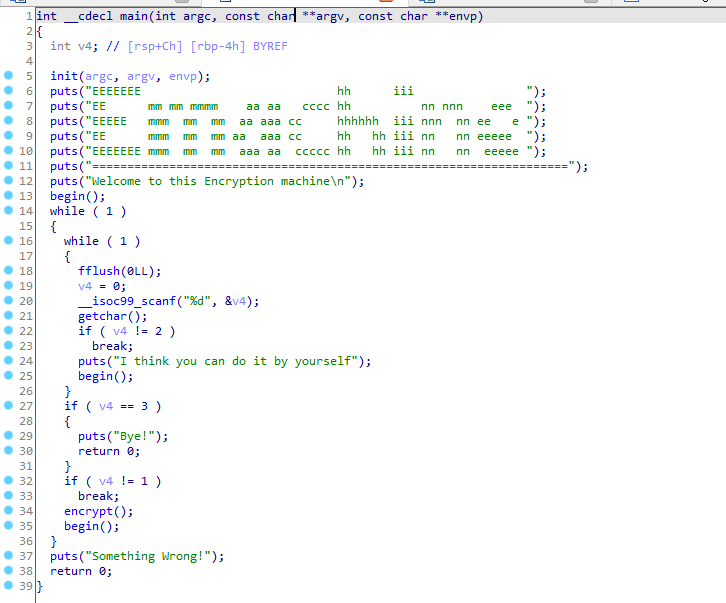 1 int __cdecl main(int argc, const char **argv, const char **envp)
2 {
3   int v4; // [rsp+Ch] [rbp-4h] BYREF
4
5   init(argc, argv, envp);
6   puts("EEEEEEE                            hh      iii                ");
7   puts("EE      mm mm mmmm    aa aa   cccc hh          nn nnn    eee  ");
8   puts("EEEEE   mmm  mm  mm  aa aaa cc     hhhhhh  iii nnn  nn ee   e ");
9   puts("EE      mmm  mm  mm aa  aaa cc     hh   hh iii nn   nn eeeee  ");
10   puts("EEEEEEE mmm  mm  mm  aaa aa  ccccc hh   hh iii nn   nn  eeeee ");
11   puts("====================================================================");
12   puts("Welcome to this Encryption machine\n");
13   begin();
14   while ( 1 )
15   {
16     while ( 1 )
17     {
18       fflush(0LL);
19       v4 = 0;
20       __isoc99_scanf("%d", &v4);
21       getchar();
22       if ( v4 != 2 )
23         break;
24       puts("I think you can do it by yourself");
25       begin();
26     }
27     if ( v4 == 3 )
28     {
29       puts("Bye!");
30       return 0;
31     }
32     if ( v4 != 1 )
33       break;
34     encrypt();
35     begin();
36   }
37   puts("Something Wrong!");
38   return 0;
39 }